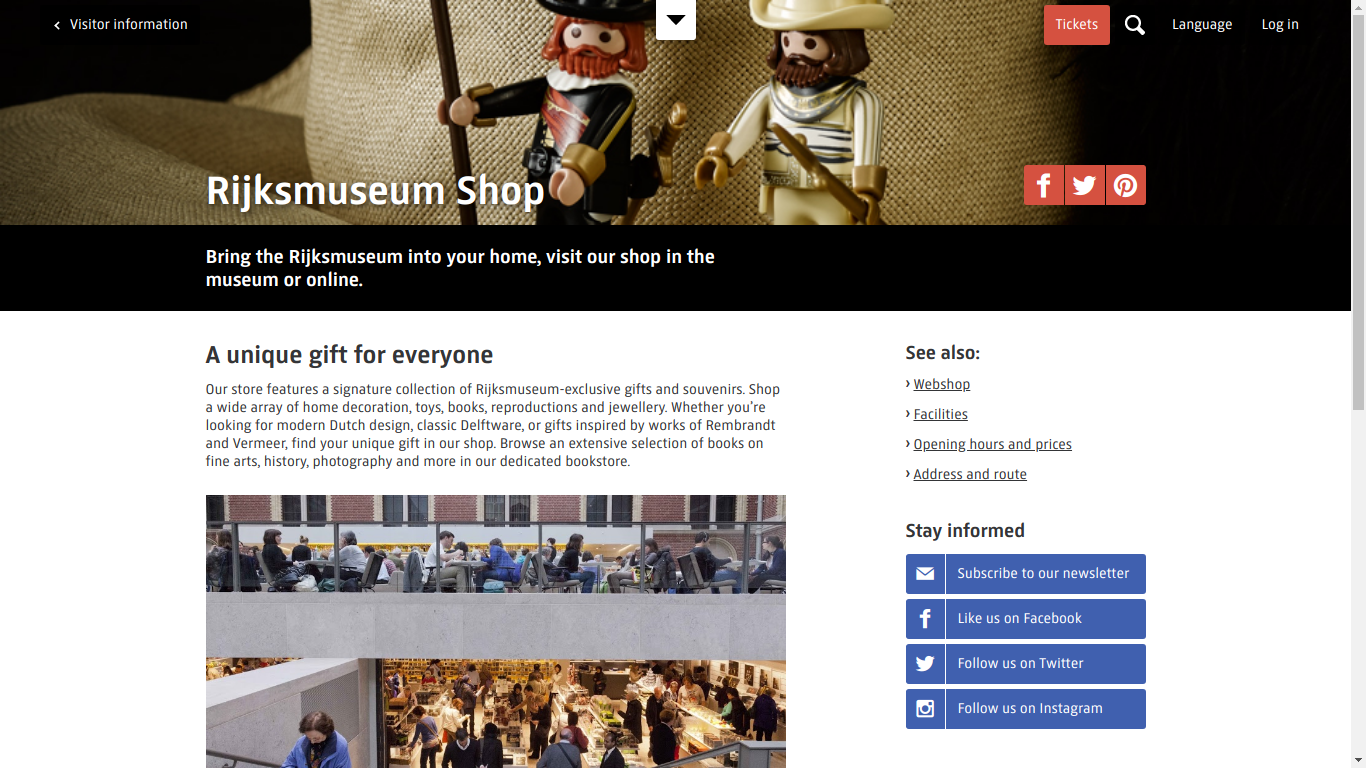 Visitor information
Tickets
Language
Log in
Rijksmuseum Shop
Bring the Rijksmuseum into your home, visit our shop in the
museum or online.
A unique gift for everyone
Our store features a signature collection of Rijksmuseum-exclusive gifts and souvenirs. Shop
a wide array of home decoration, toys, books, reproductions and jewellery. Whether you’re
looking for modern Dutch design, classic Delftware, or gifts inspired by works of Rembrandt
and Vermeer, find your unique gift in our shop. Browse an extensive selection of books on
fine arts, history, photography and more in our dedicated bookstore.
See also:
Webshop
Facilities
Opening hours and prices
Address and route
Stay informed
Subscribe to our newsletter
Like us on Facebook
Follow us on Twitter
Follow us on Instagram